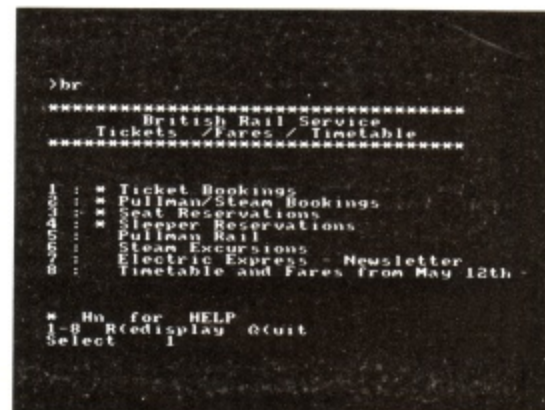 >br
***********************************
British Rail Service
Tickets /Fares / Timetable
***********************************
1 : * Ticket Bookings
2 : * Pullman/Steam Bookings
3 : * Seat Reservations
4 : * Sleeper Reservations
5 : Pullman Rail
6 : Steam Excursions
7 : Electric Express - Newsletter
8 : Timetable and Fares from May 12th -
* Hn for HELP
1-8 R(edisplay Q(uit
Select 1